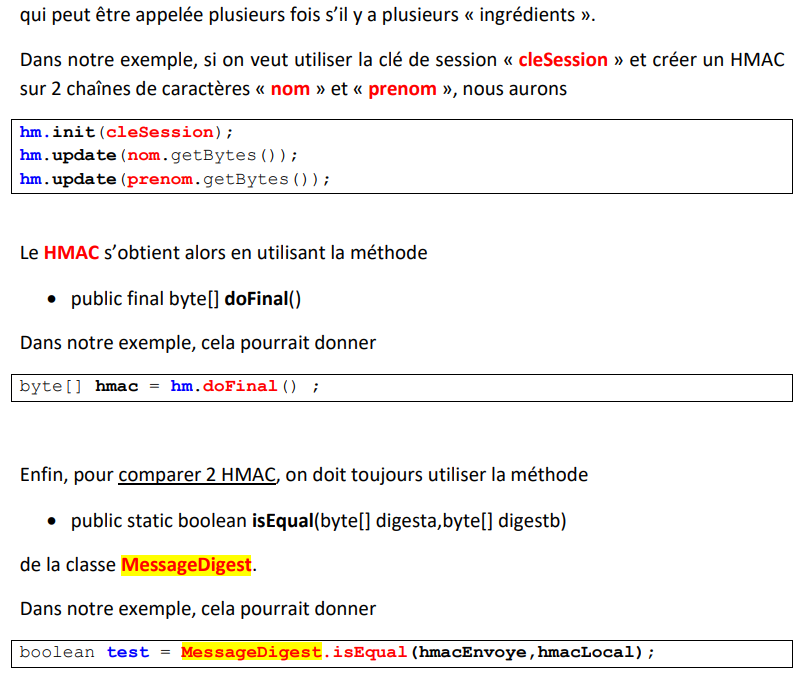 qui peut être appelée plusieurs fois s’il y a plusieurs « ingrédients ».
Dans notre exemple, si on veut utiliser la clé de session « cleSession » et créer un HMAC
sur 2 chaînes de caractères « nom » et « prenom », nous aurons
hm.init(cleSession);
hm.update(nom.getBytes());
hm.update(prenom.getBytes());
Le HMAC s’obtient alors en utilisant la méthode
• public final byte[] doFinal()
Dans notre exemple, cela pourrait donner
byte[] hmac = hm.doFinal() ;
Enfin, pour comparer 2 HMAC, on doit toujours utiliser la méthode
• public static boolean isEqual(byte[] digesta,byte[] digestb)
de la classe MessageDigest.
Dans notre exemple, cela pourrait donner
boolean test = MessageDigest.isEqual(hmacEnvoye,hmacLocal);